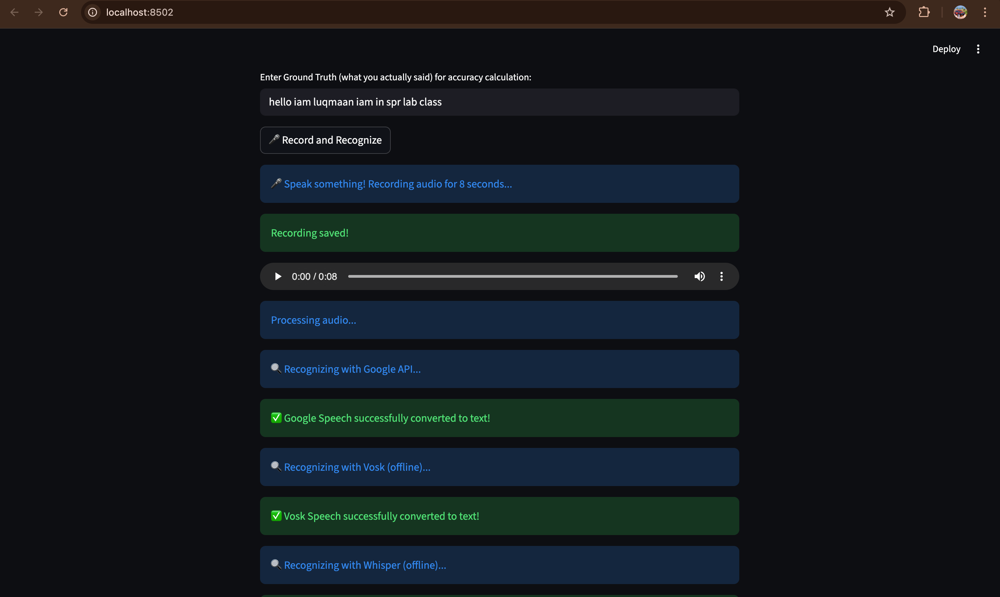 localhost:8502
Deploy
Enter Ground Truth (what you actually said) for accuracy calculation:
hello iam luqmaan iam in spr lab class
🎤 Record and Recognize
🎤 Speak something! Recording audio for 8 seconds...
Recording saved!
0:00 / 0:08
Processing audio...
🔍 Recognizing with Google API...
✅ Google Speech successfully converted to text!
🔍 Recognizing with Vosk (offline)...
✅ Vosk Speech successfully converted to text!
🔍 Recognizing with Whisper (offline)...